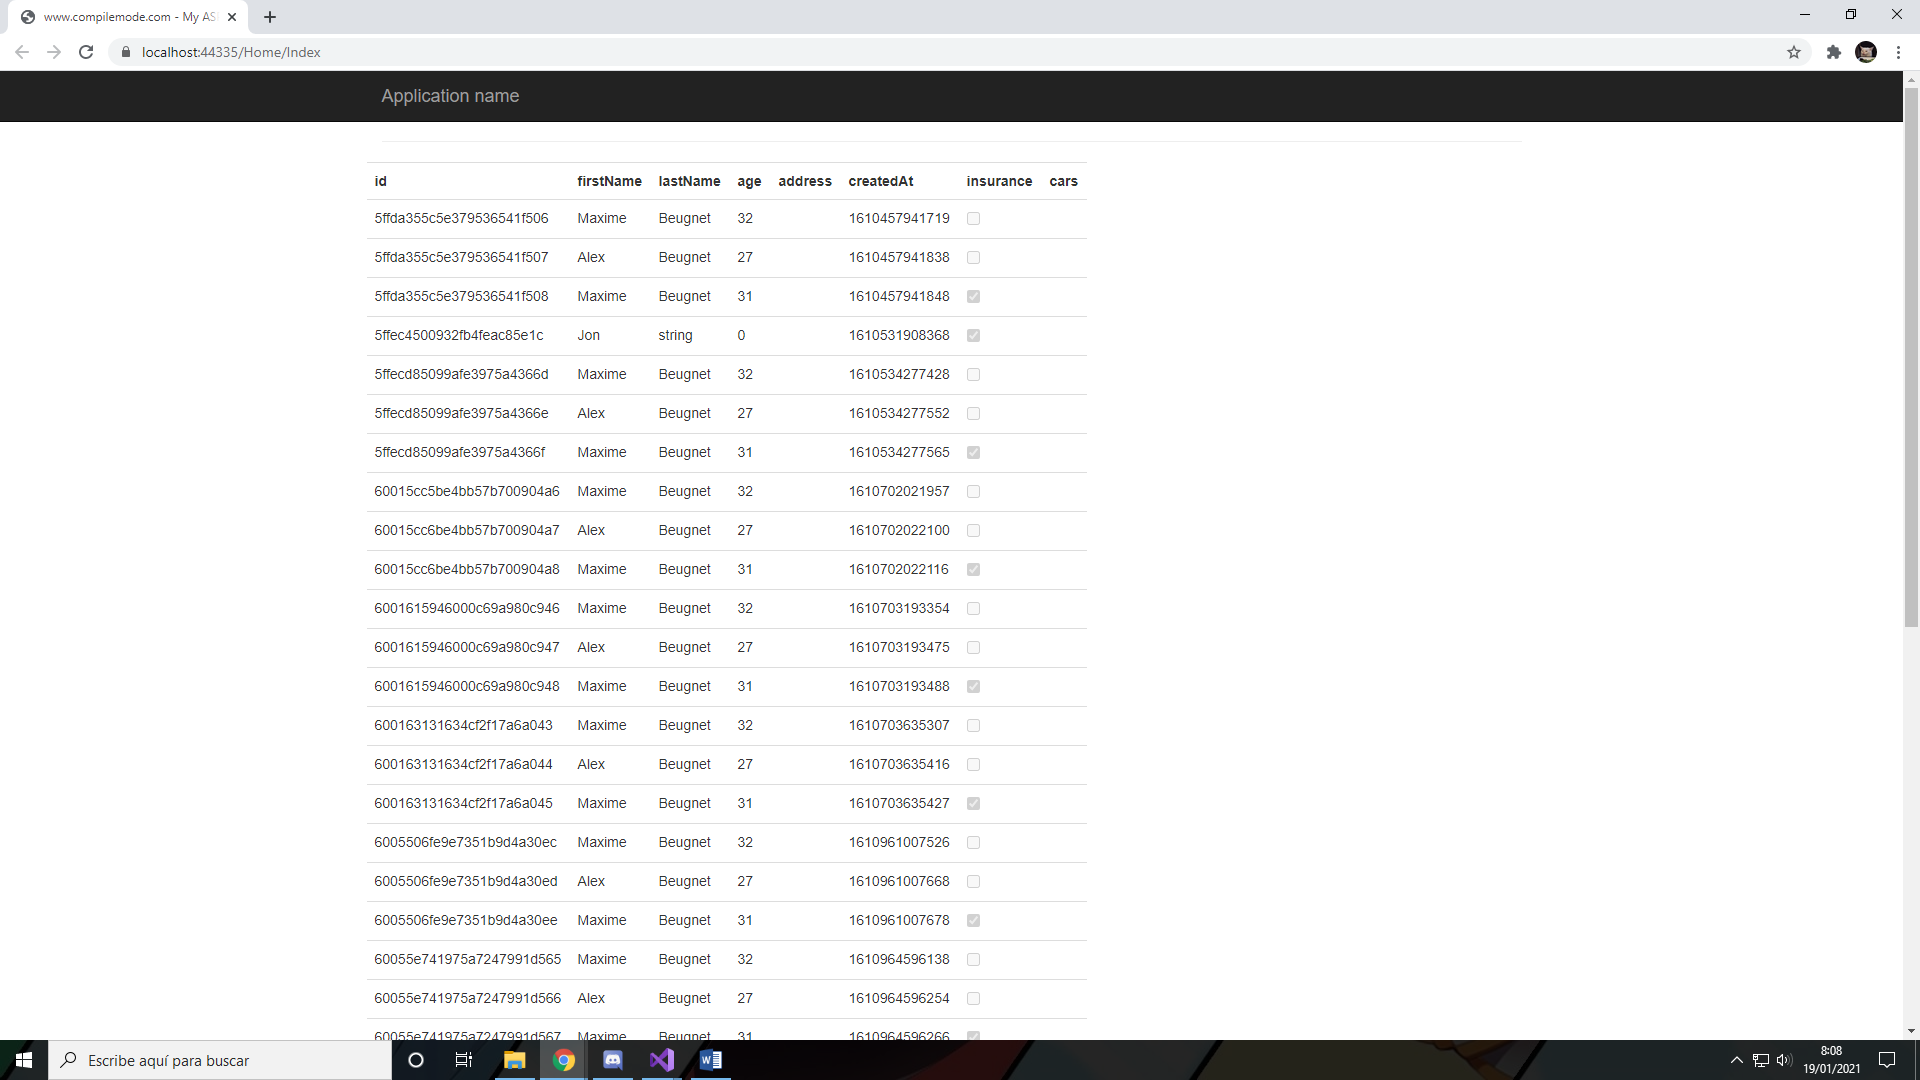 www.compilemode.com - My AS
localhost:44335/Home/Index
Application name
id firstName lastName age address createdAt insurance cars
5ffda355c5e379536541f506 Maxime Beugnet 32 1610457941719
5ffda355c5e379536541f507 Alex Beugnet 27 1610457941838
5ffda355c5e379536541f508 Maxime Beugnet 31 1610457941848
5ffec4500932fb4feac85e1c Jon string 0 1610531908368
5ffecd85099afe3975a4366d Maxime Beugnet 32 1610534277428
5ffecd85099afe3975a4366e Alex Beugnet 27 1610534277552
5ffecd85099afe3975a4366f Maxime Beugnet 31 1610534277565
60015cc5be4bb57b700904a6 Maxime Beugnet 32 1610702021957
60015cc6be4bb57b700904a7 Alex Beugnet 27 1610702022100
60015cc6be4bb57b700904a8 Maxime Beugnet 31 1610702022116
6001615946000c69a980c946 Maxime Beugnet 32 1610703193354
6001615946000c69a980c947 Alex Beugnet 27 1610703193475
6001615946000c69a980c948 Maxime Beugnet 31 1610703193488
600163131634cf2f17a6a043 Maxime Beugnet 32 1610703635307
600163131634cf2f17a6a044 Alex Beugnet 27 1610703635416
600163131634cf2f17a6a045 Maxime Beugnet 31 1610703635427
6005506fe9e7351b9d4a30ec Maxime Beugnet 32 1610961007526
6005506fe9e7351b9d4a30ed Alex Beugnet 27 1610961007668
6005506fe9e7351b9d4a30ee Maxime Beugnet 31 1610961007678
60055e741975a7247991d565 Maxime Beugnet 32 1610964596138
60055e741975a7247991d566 Alex Beugnet 27 1610964596254
60055e741975a7247991d567 Maxime Beugnet 31 1610964596266
Escribe aquí para buscar
8:08
19/01/2021